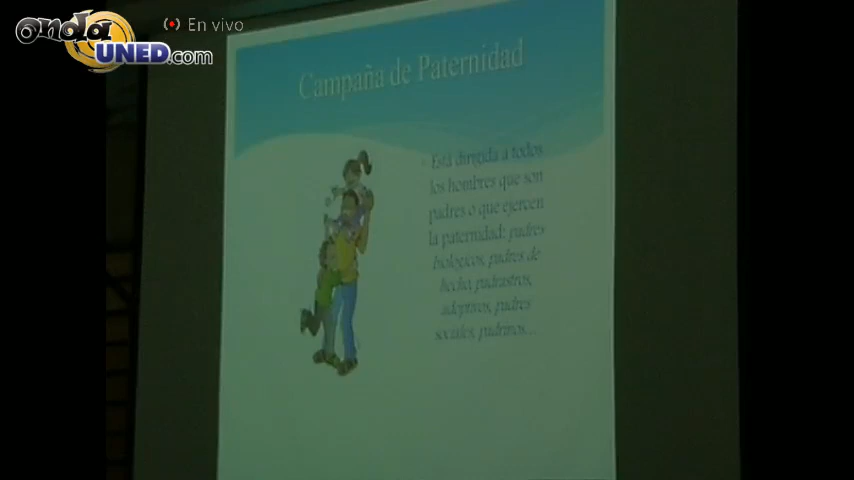 onda
UNED.com
En vivo
Campaña de Paternidad
Está dirigida a todos
los hombres que son
padres o que ejercen
la paternidad: padres
biológicos, padres de
hecho, padrastros,
adoptivos, padres
sociales, padrinos...